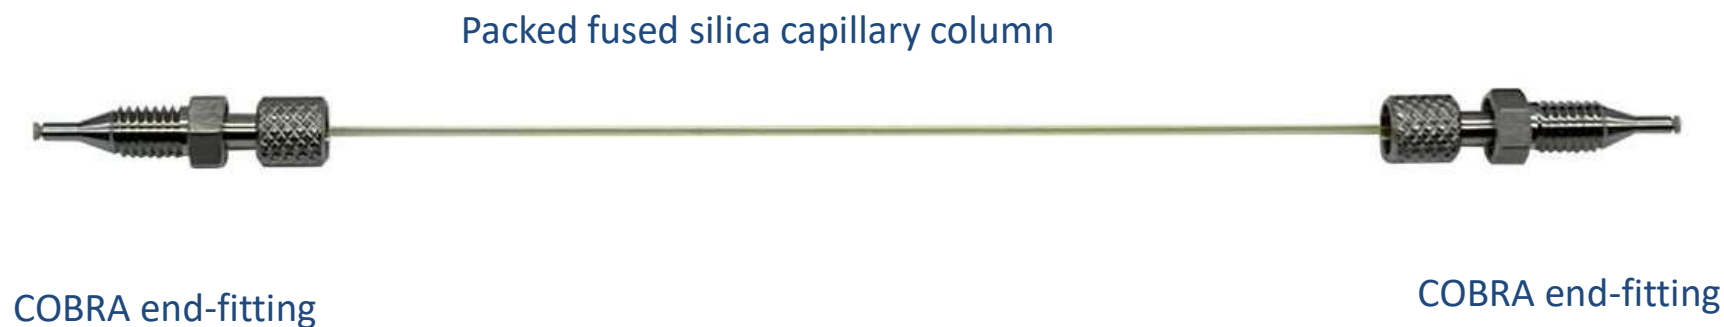 Packed fused silica capillary column
COBRA end-fitting
COBRA end-fitting